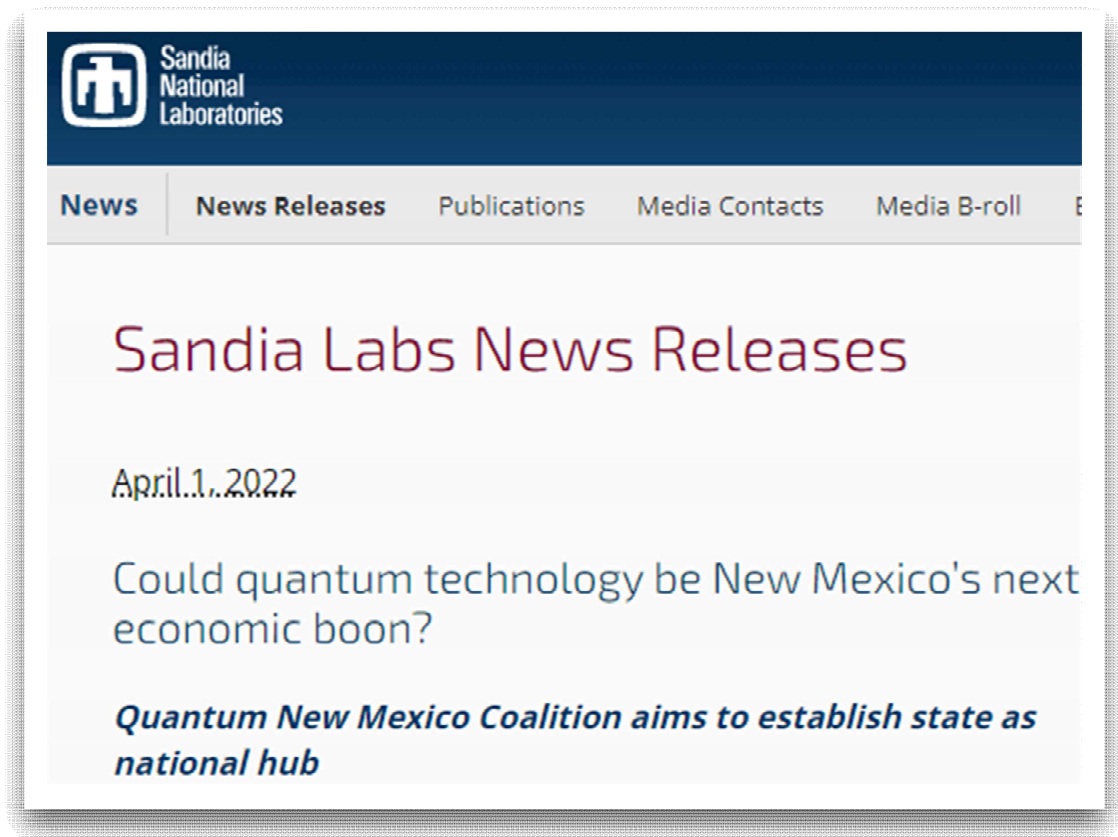 Sandia
National
Laboratories
News News Releases Publications Media Contacts Media B-roll
Sandia Labs News Releases
April 1, 2022
Could quantum technology be New Mexico's next
economic boon?
Quantum New Mexico Coalition aims to establish state as
national hub